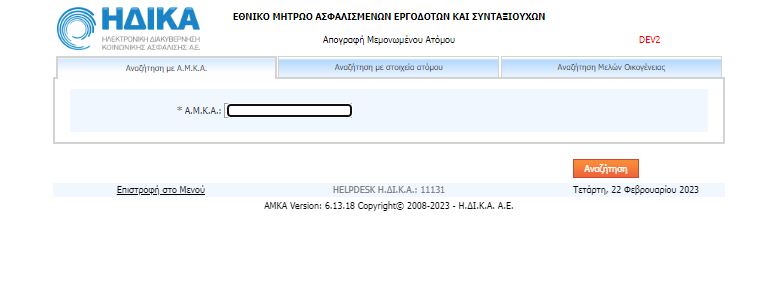 ΗΔΙΚΑ
ΗΛΕΚΤΡΟΝΙΚΗ ΔΙΑΚΥΒΕΡΝΗΣΗ
ΚΟΙΝΩΝΙΚΗΣ ΑΣΦΑΛΙΣΗΣ Α.Ε.
ΕΘΝΙΚΟ ΜΗΤΡΩΟ ΑΣΦΑΛΙΣΜΕΝΩΝ ΕΡΓΟΔΟΤΩΝ ΚΑΙ ΣΥΝΤΑΞΙΟΥΧΩΝ
Απογραφή Μεμονωμένου Ατόμου
DEV2
Αναζήτηση με Α.Μ.Κ.Α.
Αναζήτηση με στοιχεία ατόμου
Αναζήτηση Μελών Οικογένειας
* Α.Μ.Κ.Α.:
Αναζήτηση
Επιστροφή στο Μενού
HELPDESK Η.ΔΙ.Κ.Α.: 11131
Τετάρτη, 22 Φεβρουαρίου 2023
AMKA Version: 6.13.18 Copyright© 2008-2023 - Η.ΔΙ.Κ.Α. Α.Ε.